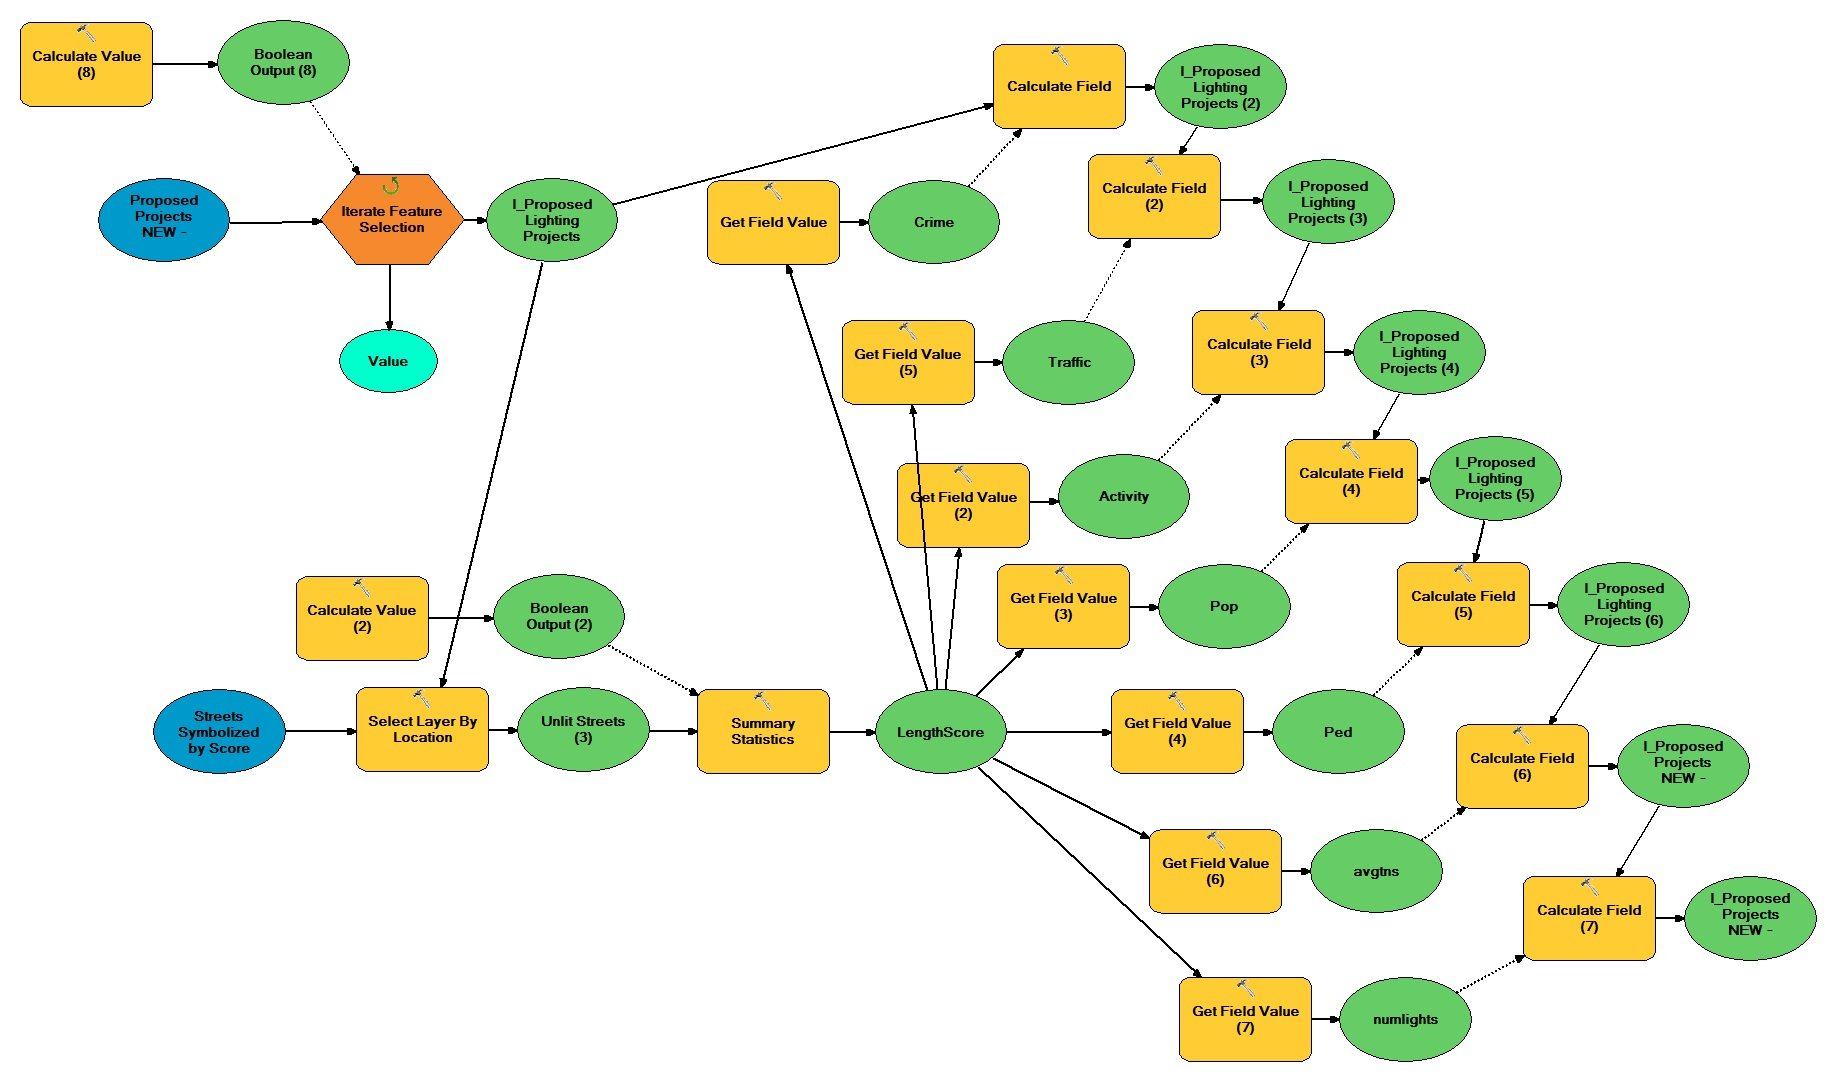 Calculate Value
(8)
Boolean
Output (8)
Calculate Field
I_Proposed
Lighting
Projects (2)
Proposed
Projects
NEW -
Iterate Feature
Selection
I_Proposed
Lighting
Projects
Value
Get Field Value
Crime
Calculate Field
(2)
I_Proposed
Lighting
Projects (3)
Get Field Value
(5)
Traffic
Calculate Field
(3)
I_Proposed
Lighting
Projects (4)
Get Field Value
(2)
Activity
Calculate Field
(4)
I_Proposed
Lighting
Projects (5)
Calculate Value
(2)
Boolean
Output (2)
Get Field Value
(3)
Pop
Calculate Field
(5)
I_Proposed
Lighting
Projects (6)
Streets
Symbolized
by Score
Select Layer By
Location
Unlit Streets
(3)
Summary
Statistics
LengthScore
Get Field Value
(4)
Ped
Calculate Field
(6)
I_Proposed
Projects
NEW -
Get Field Value
(6)
avgtns
Calculate Field
(7)
I_Proposed
Projects
NEW -
Get Field Value
(7)
numlights